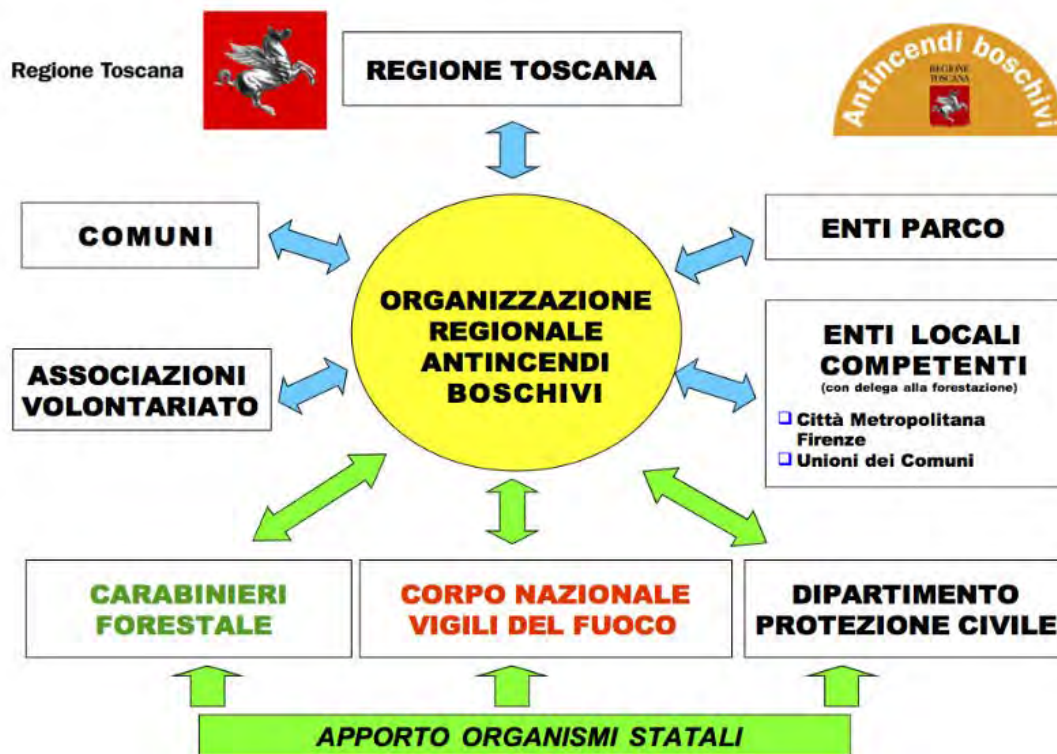 Regione Toscana
REGIONE TOSCANA
Antincendi boschivi
REGIONE
TOSCANA
COMUNI
ENTI PARCO
ORGANIZZAZIONE
REGIONALE
ANTINCENDI
BOSCHIVI
ASSOCIAZIONI
VOLONTARIATO
ENTI LOCALI
COMPETENTI
(con delega alla forestazione)
Città Metropolitana
Firenze
Unioni dei Comuni
CARABINIERI
FORESTALE
CORPO NAZIONALE
VIGILI DEL FUOCO
DIPARTIMENTO
PROTEZIONE CIVILE
APPORTO ORGANISMI STATALI